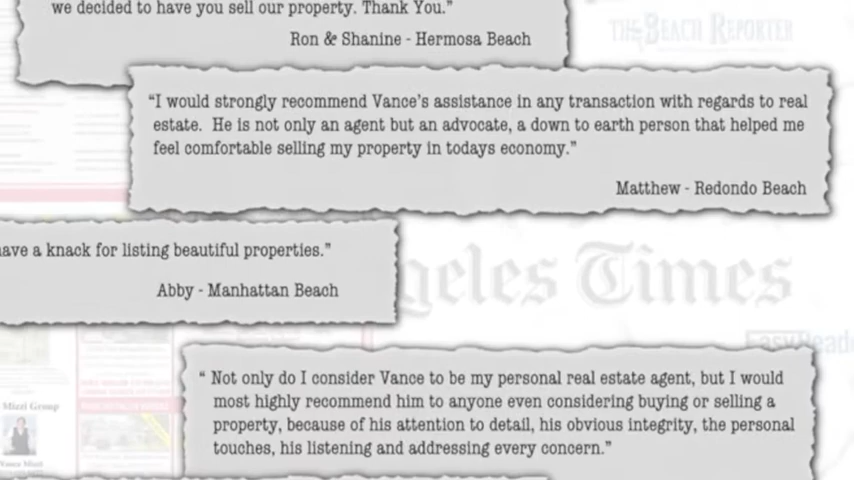 we decided to have you sell our property. Thank You.”
Ron & Shanine - Hermosa Beach
THE BEACH REPORTER
“I would strongly recommend Vance’s assistance in any transaction with regards to real
estate. He is not only an agent but an advocate, a down to earth person that helped me
feel comfortable selling my property in todays economy.”
Matthew - Redondo Beach
have a knack for listing beautiful properties.”
Abby - Manhattan Beach
geles Times
EasyReade
“ Not only do I consider Vance to be my personal real estate agent, but I would
most highly recommend him to anyone even considering buying or selling a
property, because of his attention to detail, his obvious integrity, the personal
touches, his listening and addressing every concern.”
Mizzi Group
Vance Mizzi